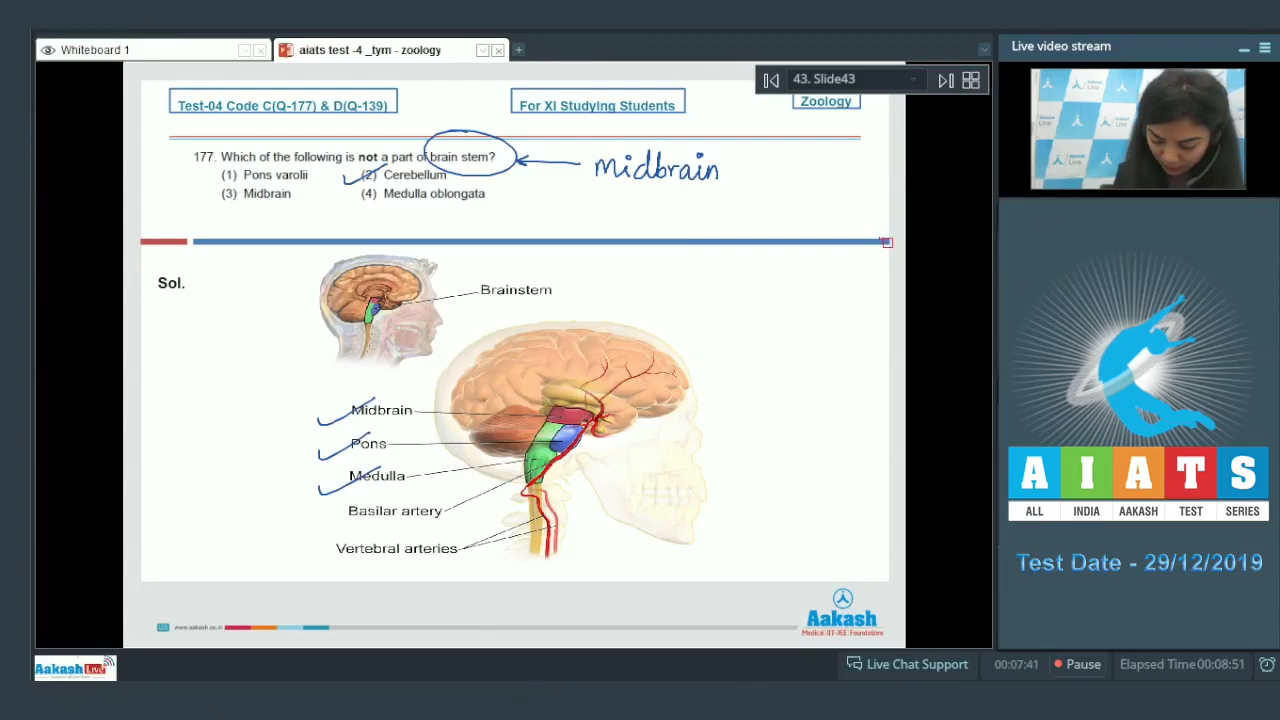 Whiteboard 1
aiats test -4 _tym - zoology
Live video stream
43. Slide43
Test-04 Code C(Q-177) & D(Q-139)
For XI Studying Students
Zoology
177. Which of the following is not a part of brain stem?
midbrain
(1) Pons varolii
(2) Cerebellum
(3) Midbrain
(4) Medulla oblongata
Sol.
Brainstem
Midbrain
Pons
Medulla
Basilar artery
Vertebral arteries
www.aakash.ac.in
Aakash
Medical|IIT-JEE|Foundations
A I A T S
ALL INDIA AAKASH TEST SERIES
Test Date - 29/12/2019
Aakash Live
Live Chat Support
00:07:41
Pause
Elapsed Time 00:08:51